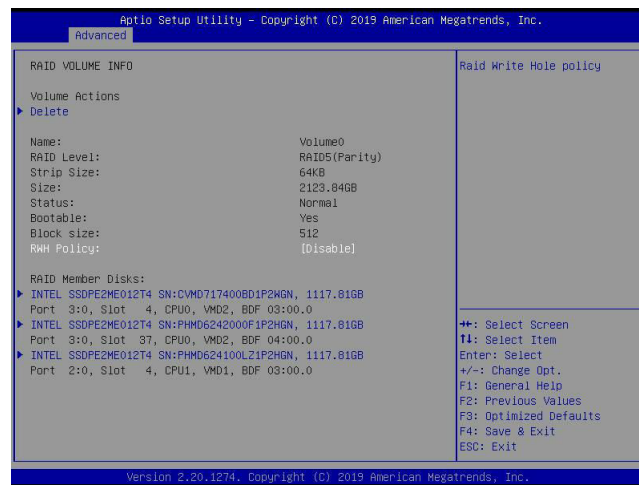 Aptio Setup Utility – Copyright (C) 2019 American Megatrends, Inc.
Advanced
RAID VOLUME INFO
Volume Actions
Delete
Name: Volume0
RAID Level: RAID5(Parity)
Strip Size: 64KB
Size: 2123.84GB
Status: Normal
Bootable: Yes
Block size: 512
RWH Policy: [Disable]
RAID Member Disks:
INTEL SSDPE2ME012T4 SN:CVMD717400BD1P2WGN, 1117.81GB
Port 3:0, Slot 4, CPU0, VMD2, BDF 03:00.0
INTEL SSDPE2ME012T4 SN:PHMD6242000F1P2HGN, 1117.81GB
Port 3:0, Slot 37, CPU0, VMD2, BDF 04:00.0
INTEL SSDPE2ME012T4 SN:PHMD624100LZ1P2HGN, 1117.81GB
Port 2:0, Slot 4, CPU1, VMD1, BDF 03:00.0
Raid Write Hole policy
→←: Select Screen
↑↓: Select Item
Enter: Select
+/-: Change Opt.
F1: General Help
F2: Previous Values
F3: Optimized Defaults
F4: Save & Exit
ESC: Exit
Version 2.20.1274. Copyright (C) 2019 American Megatrends, Inc.